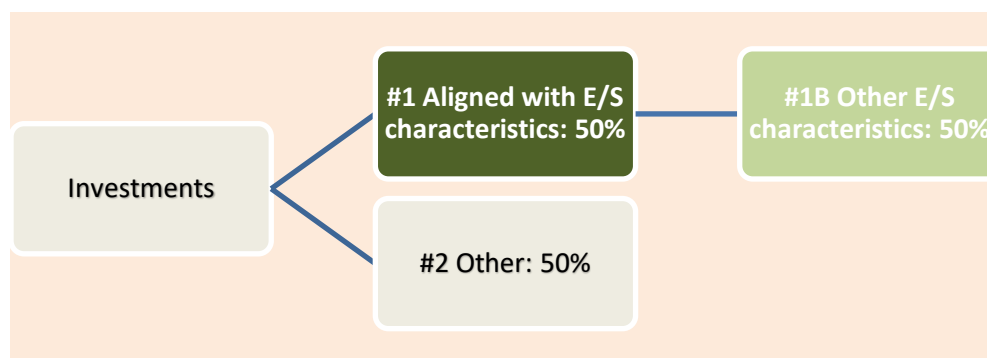 #1 Aligned with E/S
characteristics: 50%
#1B Other E/S
characteristics: 50%
Investments
#2 Other: 50%